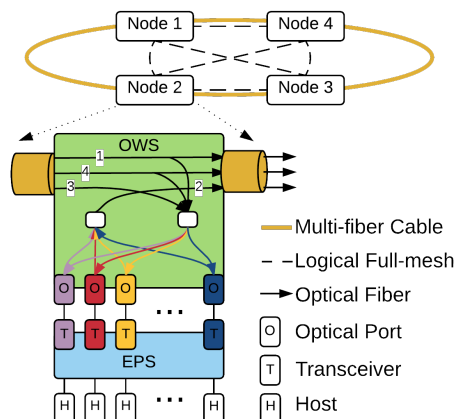 Node 1
Node 4
Node 2
Node 3
OWS
1
4
3
2
O O O O
...
T T T T
EPS
H H H H
...
Multi-fiber Cable
Logical Full-mesh
Optical Fiber
O Optical Port
T Transceiver
H Host